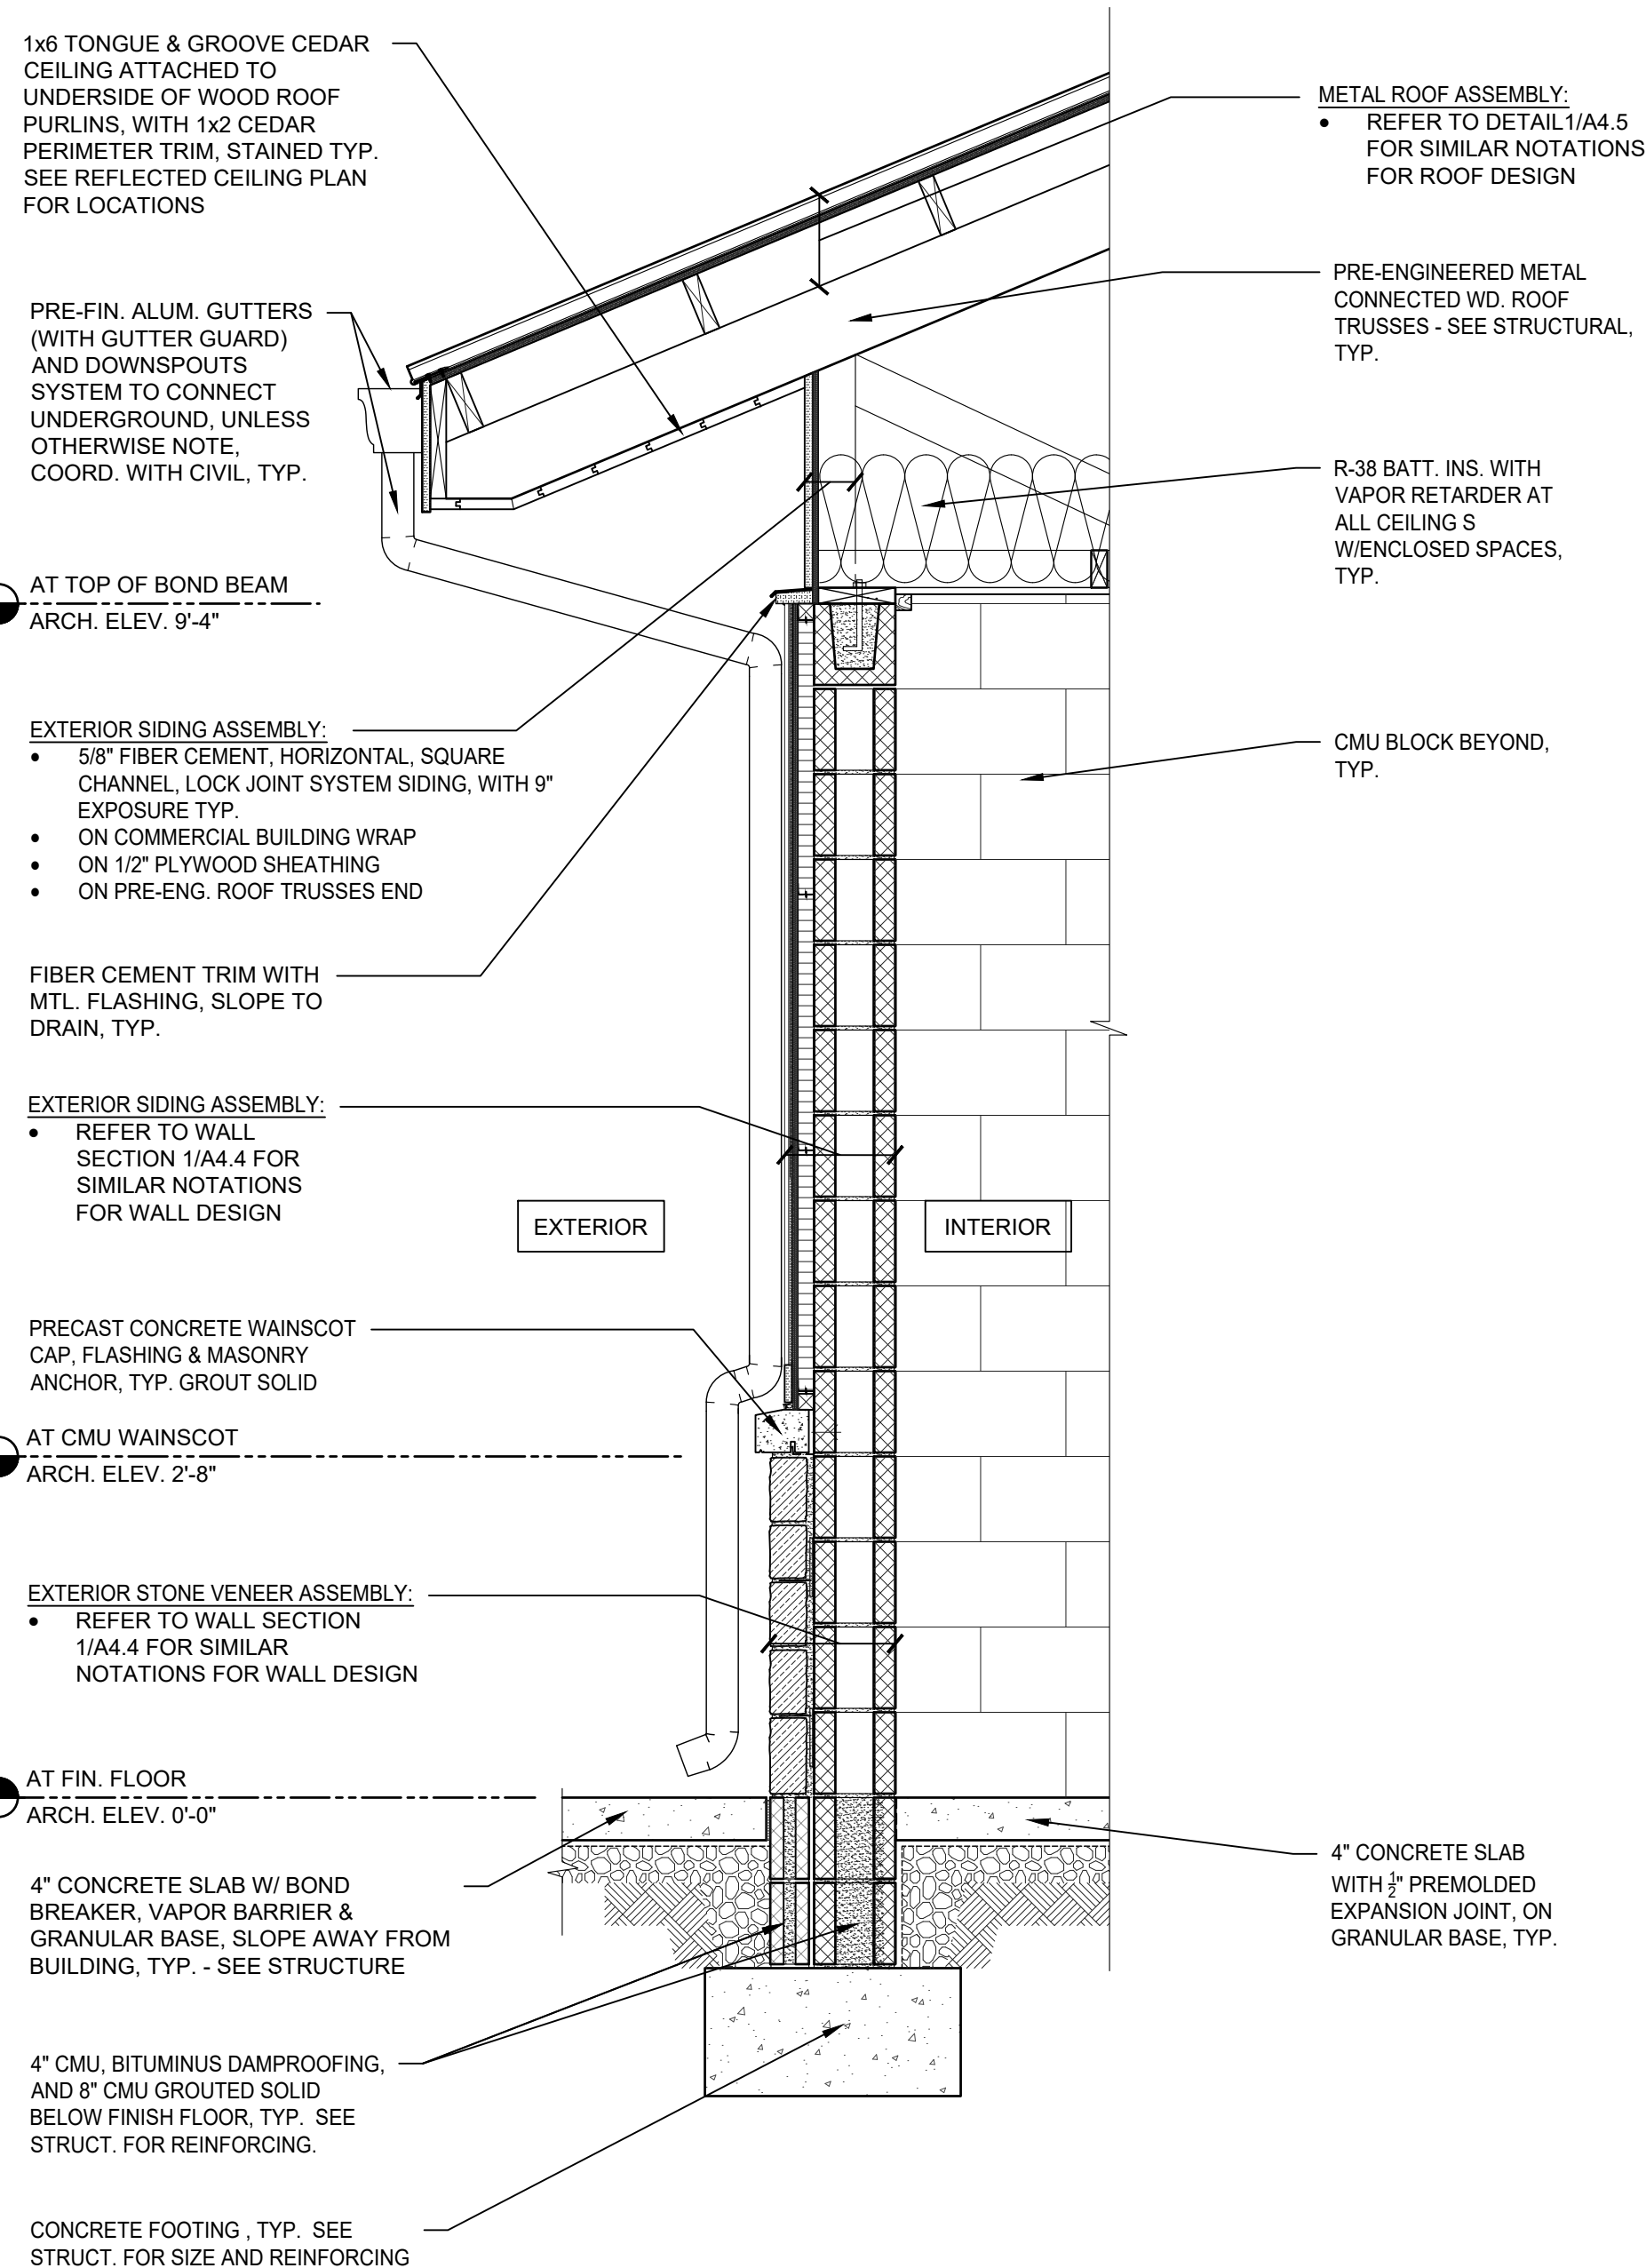 1x6 TONGUE & GROOVE CEDAR
CEILING ATTACHED TO
UNDERSIDE OF WOOD ROOF
PURLINS, WITH 1x2 CEDAR
PERIMETER TRIM, STAINED TYP.
SEE REFLECTED CEILING PLAN
FOR LOCATIONS
METAL ROOF ASSEMBLY:
• REFER TO DETAIL1/A4.5
FOR SIMILAR NOTATIONS
FOR ROOF DESIGN
PRE-ENGINEERED METAL
CONNECTED WD. ROOF
TRUSSES - SEE STRUCTURAL,
TYP.
PRE-FIN. ALUM. GUTTERS
(WITH GUTTER GUARD)
AND DOWNSPOUTS
SYSTEM TO CONNECT
UNDERGROUND, UNLESS
OTHERWISE NOTE,
COORD. WITH CIVIL, TYP.
R-38 BATT. INS. WITH
VAPOR RETARDER AT
ALL CEILING S
W/ENCLOSED SPACES,
TYP.
AT TOP OF BOND BEAM
ARCH. ELEV. 9'-4"
EXTERIOR SIDING ASSEMBLY:
• 5/8" FIBER CEMENT, HORIZONTAL, SQUARE
CHANNEL, LOCK JOINT SYSTEM SIDING, WITH 9"
EXPOSURE TYP.
• ON COMMERCIAL BUILDING WRAP
• ON 1/2" PLYWOOD SHEATHING
• ON PRE-ENG. ROOF TRUSSES END
CMU BLOCK BEYOND,
TYP.
FIBER CEMENT TRIM WITH
MTL. FLASHING, SLOPE TO
DRAIN, TYP.
EXTERIOR SIDING ASSEMBLY:
• REFER TO WALL
SECTION 1/A4.4 FOR
SIMILAR NOTATIONS
FOR WALL DESIGN
EXTERIOR
INTERIOR
PRECAST CONCRETE WAINSCOT
CAP, FLASHING & MASONRY
ANCHOR, TYP. GROUT SOLID
AT CMU WAINSCOT
ARCH. ELEV. 2'-8"
EXTERIOR STONE VENEER ASSEMBLY:
• REFER TO WALL SECTION
1/A4.4 FOR SIMILAR
NOTATIONS FOR WALL DESIGN
AT FIN. FLOOR
ARCH. ELEV. 0'-0"
4" CONCRETE SLAB W/ BOND
BREAKER, VAPOR BARRIER &
GRANULAR BASE, SLOPE AWAY FROM
BUILDING, TYP. - SEE STRUCTURE
4" CONCRETE SLAB
WITH ½" PREMOLDED
EXPANSION JOINT, ON
GRANULAR BASE, TYP.
4" CMU, BITUMINUS DAMPROOFING,
AND 8" CMU GROUTED SOLID
BELOW FINISH FLOOR, TYP. SEE
STRUCT. FOR REINFORCING.
CONCRETE FOOTING , TYP. SEE
STRUCT. FOR SIZE AND REINFORCING